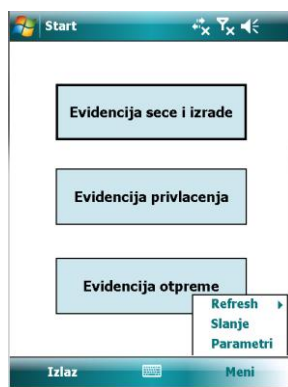 Start
Evidencija sece i izrade
Evidencija privlacenja
Evidencija otpreme
Refresh
Slanje
Parametri
Izlaz
Meni